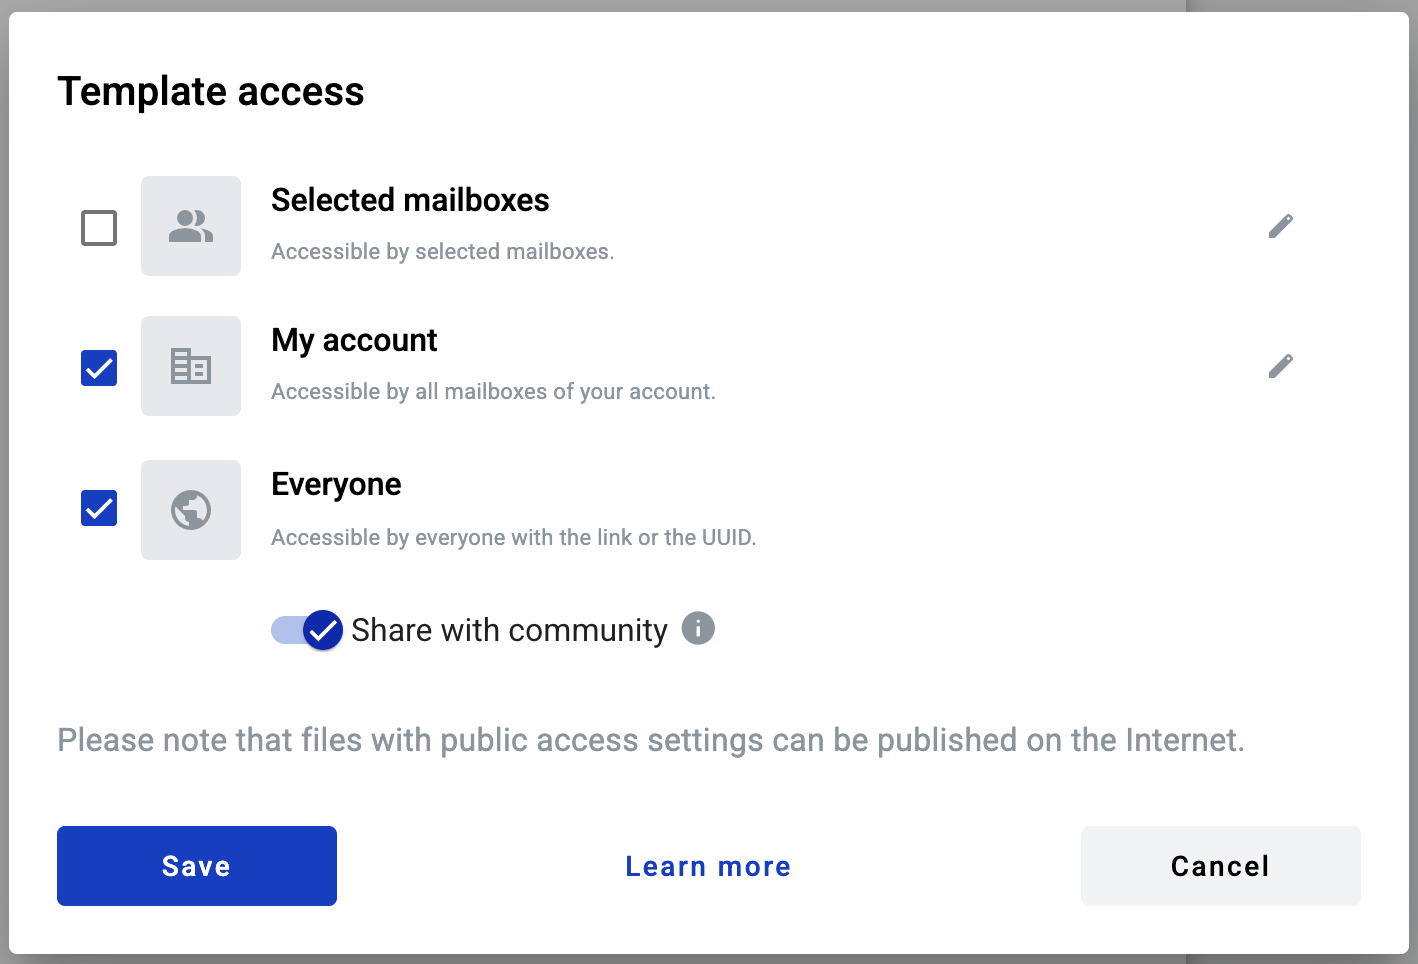 Template access
Selected mailboxes
Accessible by selected mailboxes.
My account
Accessible by all mailboxes of your account.
Everyone
Accessible by everyone with the link or the UUID.
Share with community
Please note that files with public access settings can be published on the Internet.
Save
Learn more
Cancel